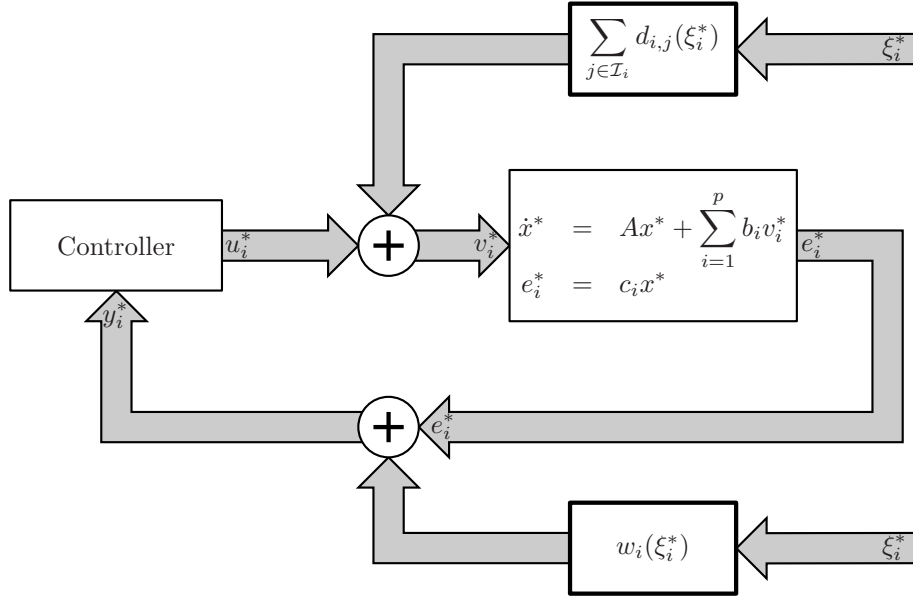 ∑_{j∈ℐ_i} d_{i,j}(ξ_i^*)
ξ_i^*
Controller
u_i^*
+
v_i^*
ẋ^* = Ax^* + ∑_{i=1}^{p} b_i v_i^*
e_i^* = c_i x^*
e_i^*
y_i^*
+
e_i^*
w_i(ξ_i^*)
ξ_i^*